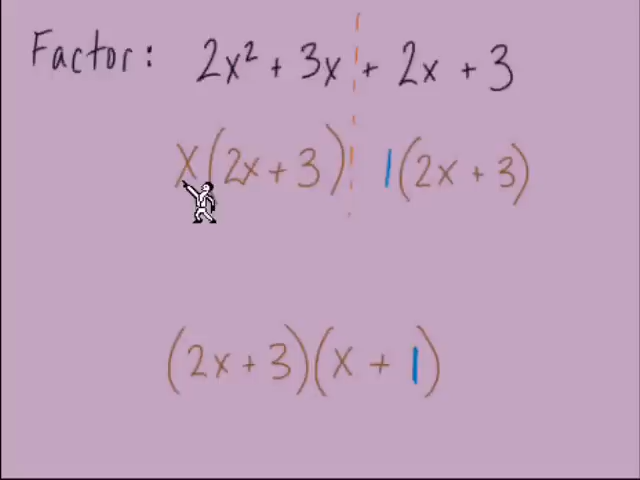 Factor: 2x² + 3x + 2x + 3
x(2x + 3) 1(2x + 3)
(2x + 3)(x + 1)